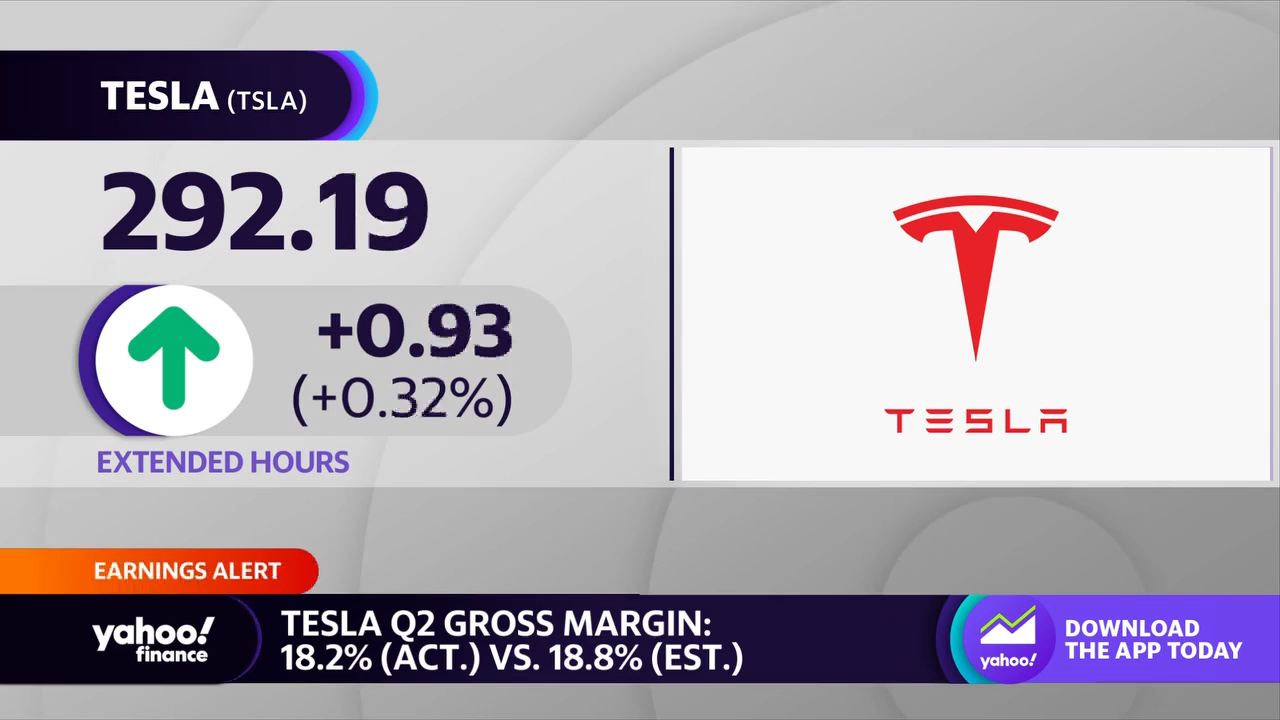 TESLA (TSLA)
292.19
+0.93
(+0.32%)
EXTENDED HOURS
TESLA
EARNINGS ALERT
yahoo!
finance
TESLA Q2 GROSS MARGIN:
18.2% (ACT.) VS. 18.8% (EST.)
yahoo!
DOWNLOAD
THE APP TODAY